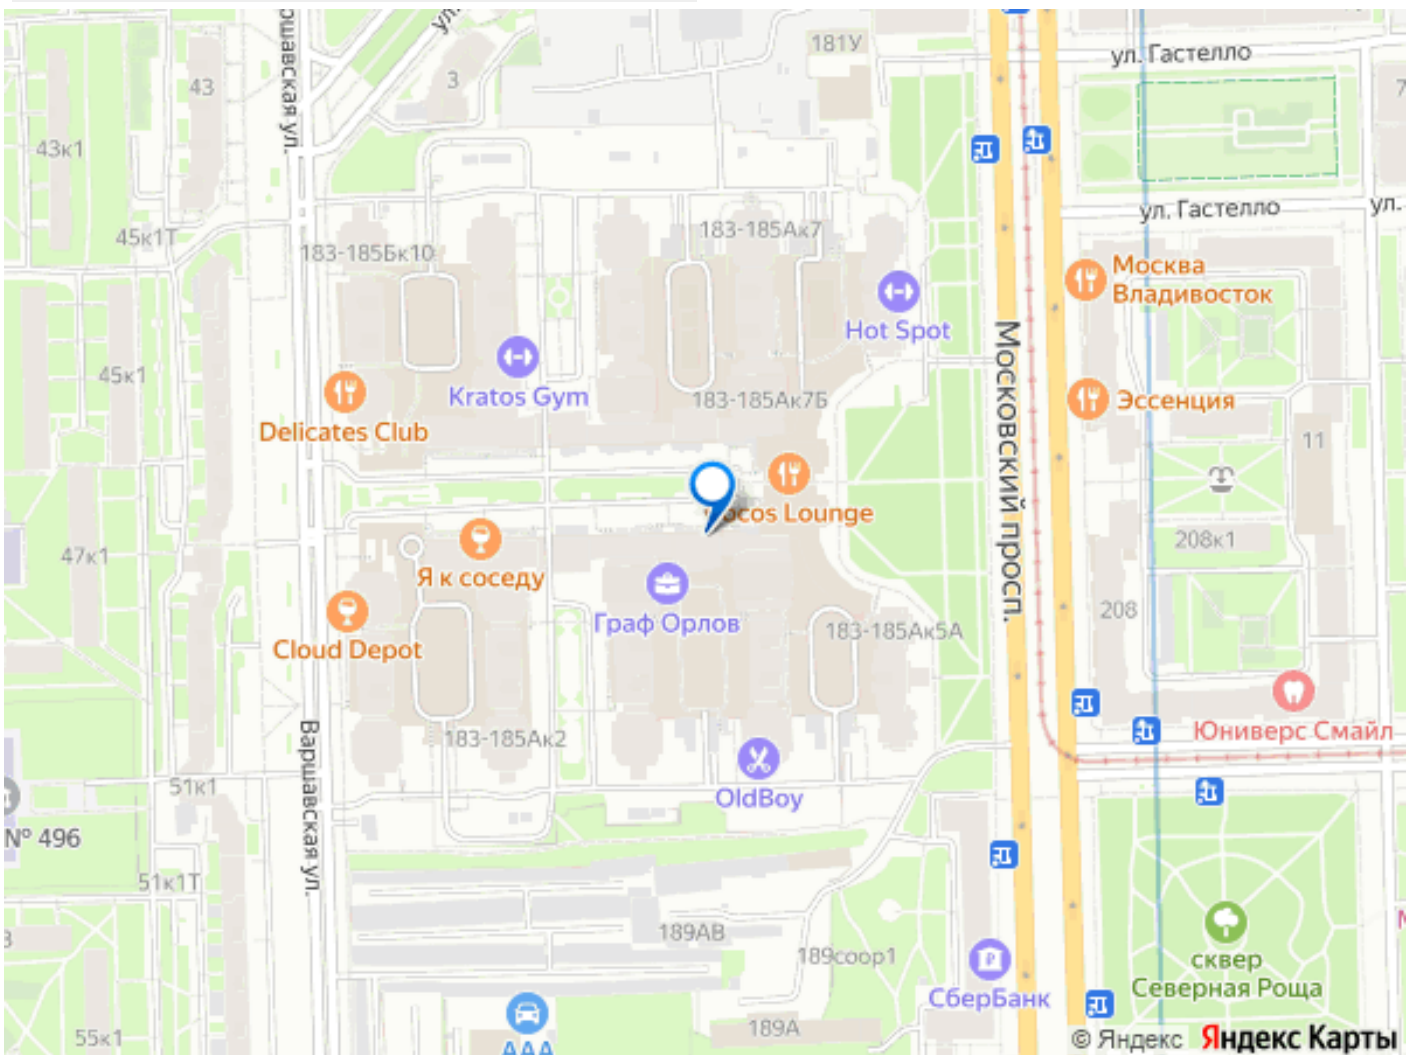 181У
ул. Гастелло
3
43
43к1
45к1Т
183-185Бк10
183-185Ак7
ул. Гастелло
ул.
Москва
Владивосток
Hot Spot
Kratos Gym
45к1
183-185Ак7Б
Эссенция
Delicates Club
11
Московский просп.
47к1
Я к соседу
208к1
Граф Орлов
208
183-185Ак5А
Cloud Depot
183-185Ак2
Юниверс Смайл
OldBoy
51к1
Варшавская ул.
№ 496
51к1Т
189АВ
189соор1
сквер
Северная Роща
СберБанк
189А
55к1
ААА
© Яндекс Яндекс Карты